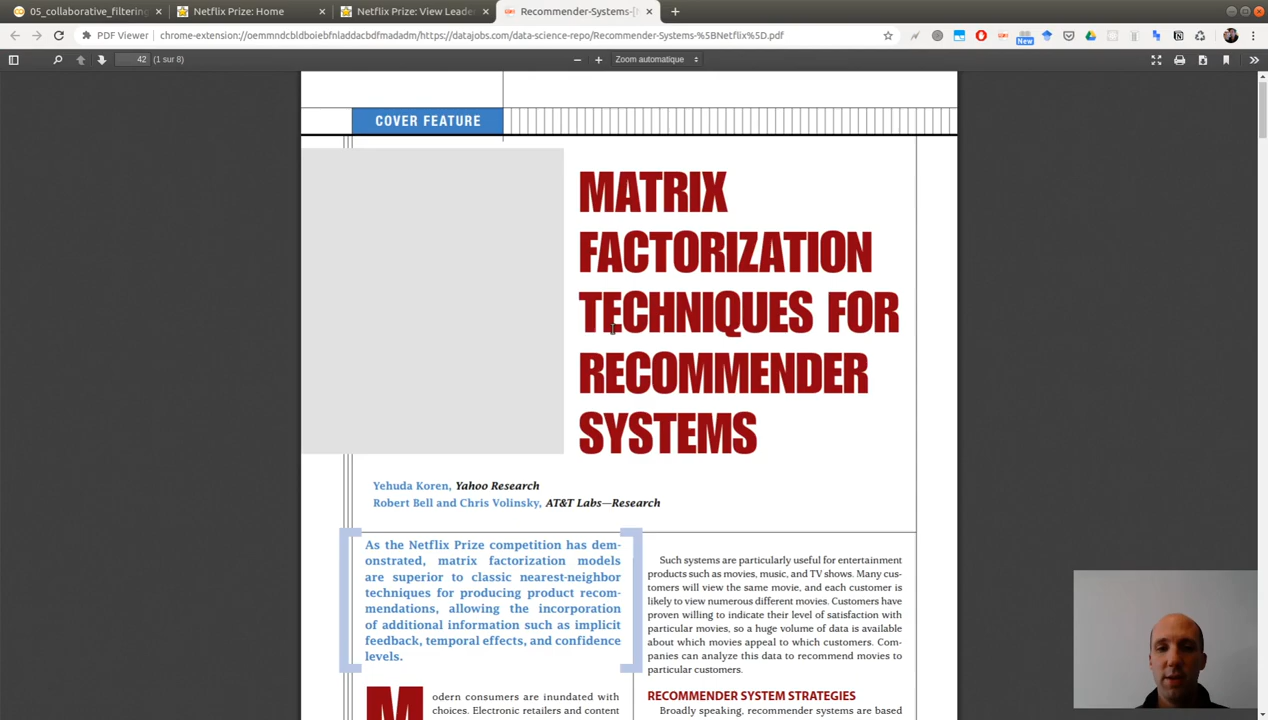 05_collaborative_filtering
Netflix Prize: Home
Netflix Prize: View Leade
Recommender-Systems-[
PDF Viewer
chrome-extension://oemmndcbldboiebfnladdacbdfmadadm/https://datajobs.com/data-science-repo/Recommender-Systems-%5BNetflix%5D.pdf
New
42 (1 sur 8)
Zoom automatique
COVER FEATURE
MATRIX
FACTORIZATION
TECHNIQUES FOR
RECOMMENDER
SYSTEMS
Yehuda Koren, Yahoo Research
Robert Bell and Chris Volinsky, AT&T Labs—Research
As the Netflix Prize competition has dem-
onstrated, matrix factorization models
are superior to classic nearest-neighbor
techniques for producing product recom-
mendations, allowing the incorporation
of additional information such as implicit
feedback, temporal effects, and confidence
levels.
Modern consumers are inundated with
choices. Electronic retailers and content
Such systems are particularly useful for entertainment
products such as movies, music, and TV shows. Many cus-
tomers will view the same movie, and each customer is
likely to view numerous different movies. Customers have
proven willing to indicate their level of satisfaction with
particular movies, so a huge volume of data is available
about which movies appeal to which customers. Com-
panies can analyze this data to recommend movies to
particular customers.
RECOMMENDER SYSTEM STRATEGIES
Broadly speaking, recommender systems are based